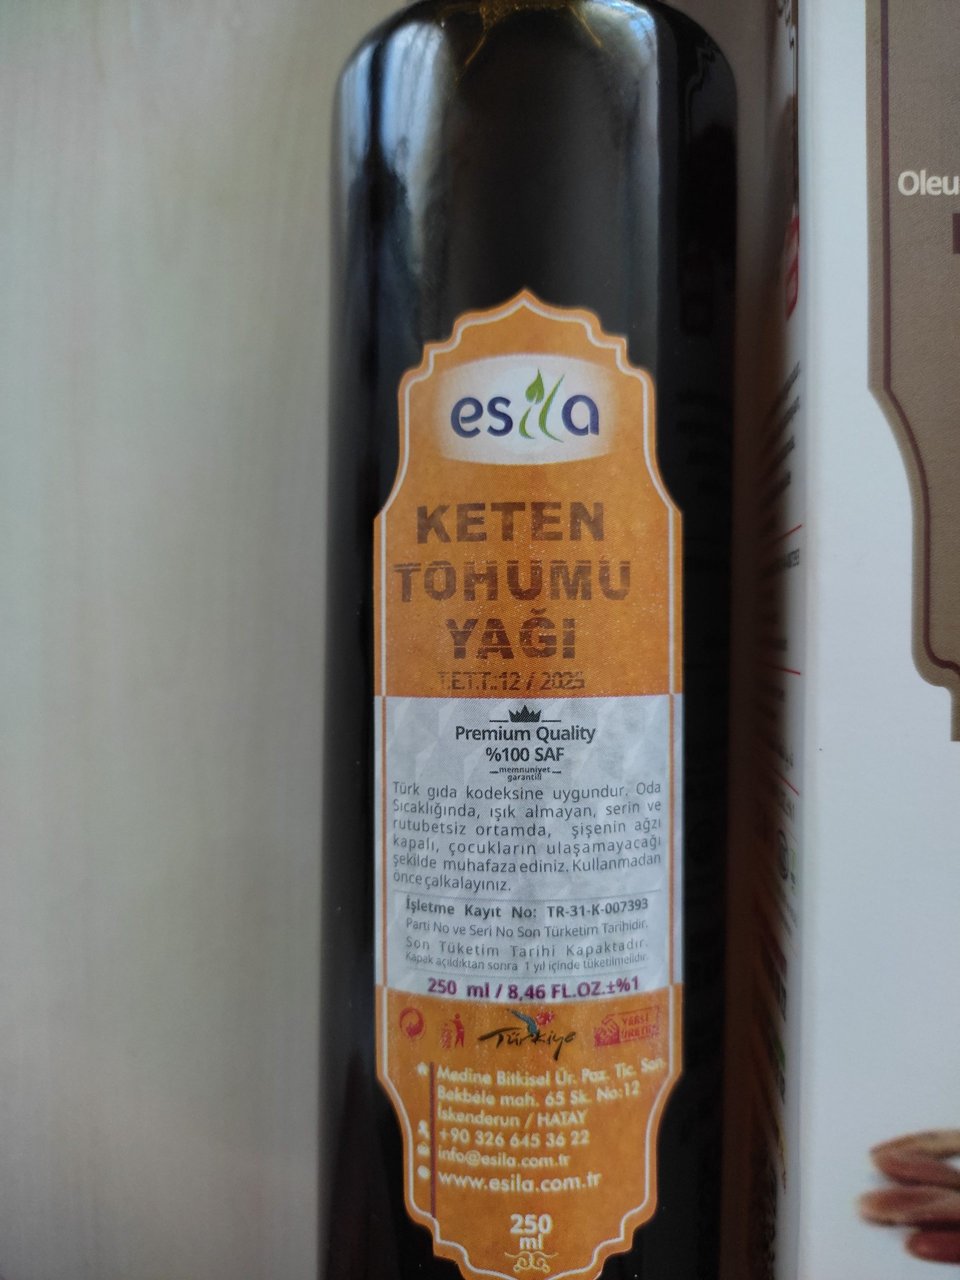 esila
KETEN
TOHUMU
YAĞI
T.E.T.T.:12 / 2025
Premium Quality
%100 SAF
memnuniyet
garantili
Türk gıda kodeksine uygundur. Oda
Sıcaklığında, ışık almayan, serin ve
rutubetsiz ortamda, şişenin ağzı
kapalı, çocukların ulaşamayacağı
şekilde muhafaza ediniz. Kullanmadan
önce çalkalayınız.
İşletme Kayıt No: TR-31-K-007393
Parti No ve Seri No Son Türketim Tarihidir.
Son Tüketim Tarihi Kapaktadır.
Kapak açıldıktan sonra 1 yıl içinde tüketilmelidir.
250 ml / 8,46 FL.OZ.±%1
Türkiye
YERLİ
ÜRETİM
Medine Bitkisel Ür. Paz. Tic. San.
Bekbele mah. 65 Sk. No:12
İskenderun / HATAY
+90 326 645 36 22
info@esila.com.tr
www.esila.com.tr
250
ml
Oleu